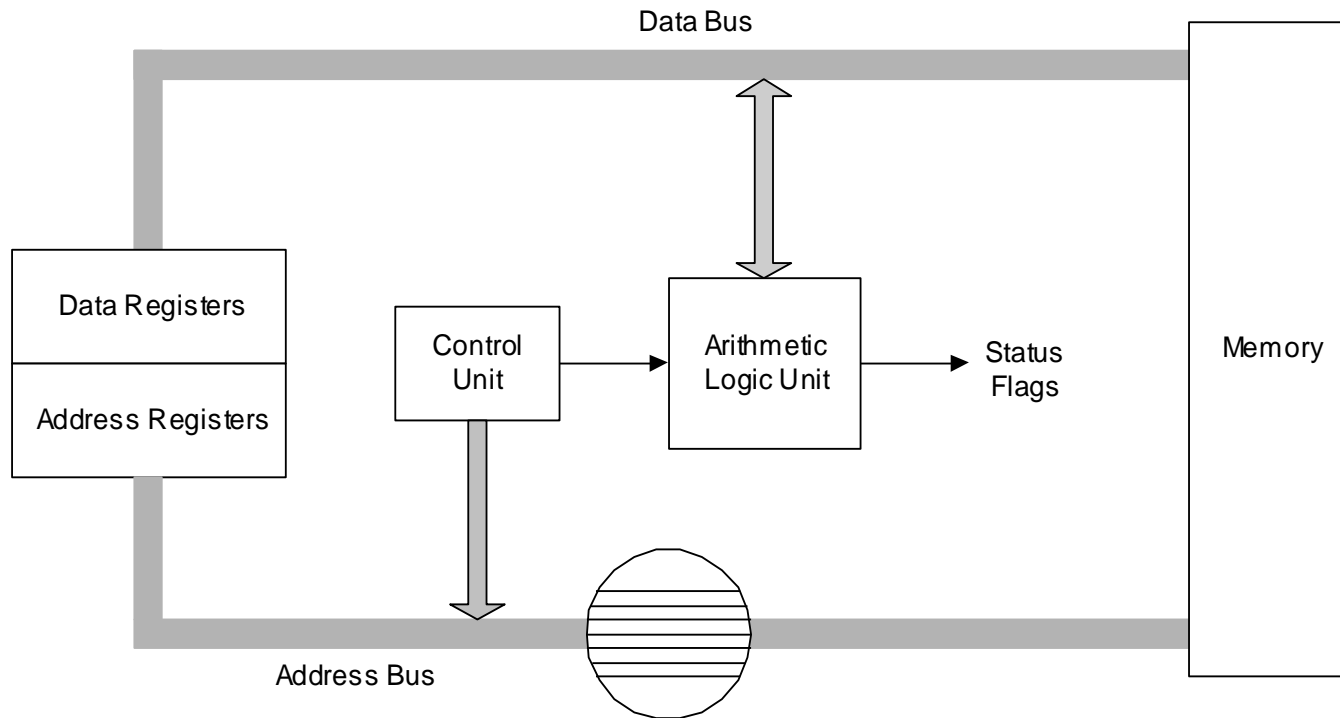 Data Bus
Data Registers
Address Registers
Control
Unit
Arithmetic
Logic Unit
Status
Flags
Memory
Address Bus